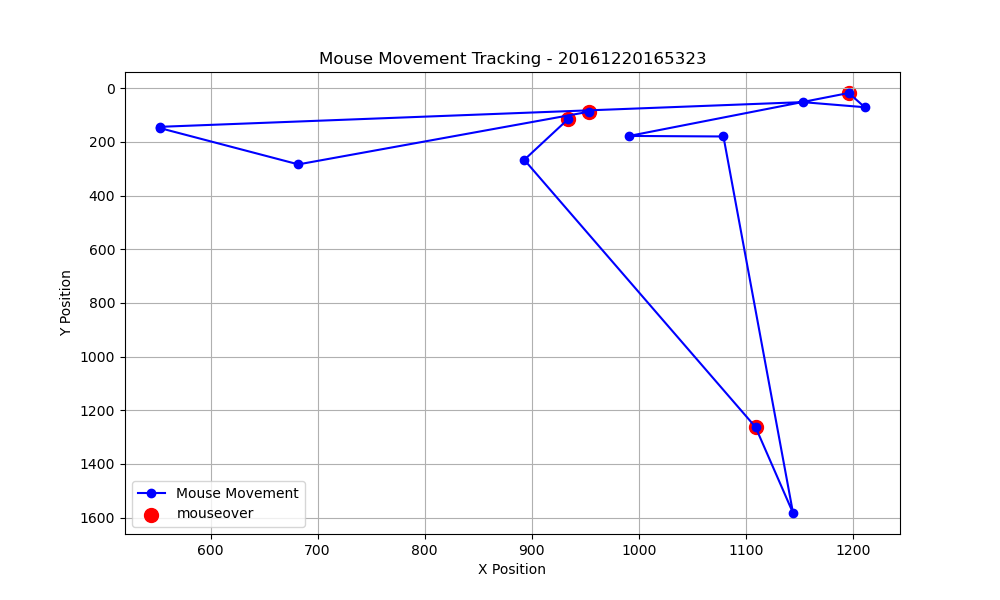 Mouse Movement Tracking - 20161220165323
0
200
400
600
800
1000
1200
1400
1600
Y Position
Mouse Movement
mouseover
600 700 800 900 1000 1100 1200
X Position